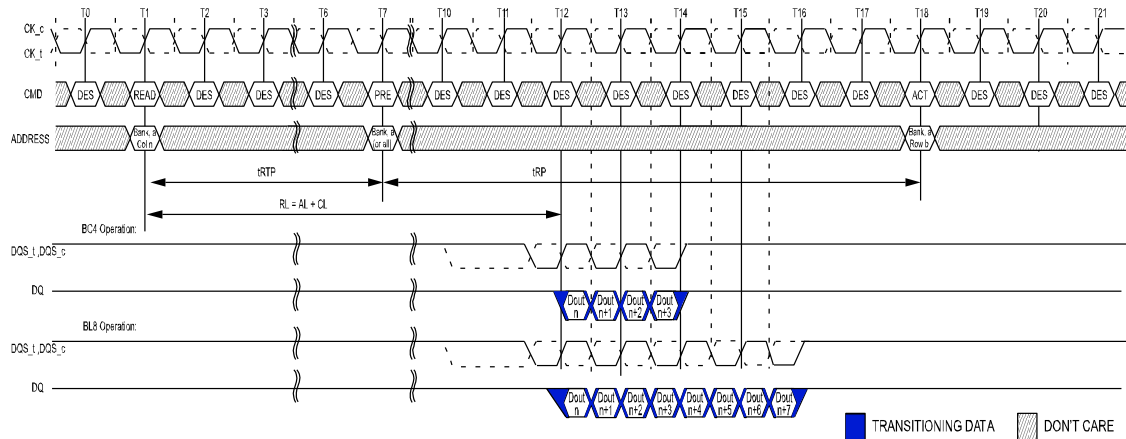 T0 T1 T2 T3 T6 T7 T10 T11 T12 T13 T14 T15 T16 T17 T18 T19 T20 T21
CK_c
CK_t
CMD DES READ DES DES DES PRE DES DES DES DES DES DES DES DES ACT DES DES DES
ADDRESS Bank, a Col n Bank, a (or all) Bank, a Row b
tRTP tRP
RL = AL + CL
BC4 Operation:
DQS_t,DQS_c
DQ Dout n Dout n+1 Dout n+2 Dout n+3
BL8 Operation:
DQS_t,DQS_c
DQ Dout n Dout n+1 Dout n+2 Dout n+3 Dout n+4 Dout n+5 Dout n+6 Dout n+7
TRANSITIONING DATA DON'T CARE